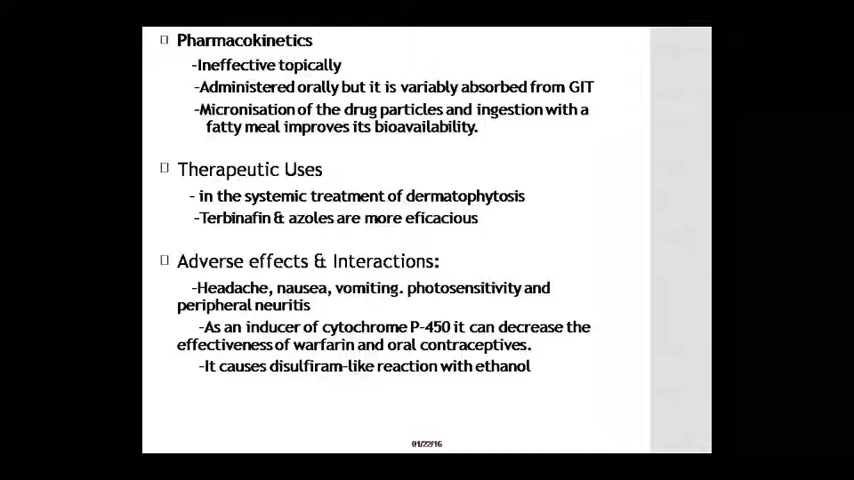 Pharmacokinetics
-Ineffective topically
-Administered orally but it is variably absorbed from GIT
-Micronisation of the drug particles and ingestion with a
fatty meal improves its bioavailability.
Therapeutic Uses
- in the systemic treatment of dermatophytosis
-Terbinafin & azoles are more eficacious
Adverse effects & Interactions:
-Headache, nausea, vomiting. photosensitivity and
peripheral neuritis
-As an inducer of cytochrome P-450 it can decrease the
effectiveness of warfarin and oral contraceptives.
-It causes disulfiram-like reaction with ethanol
01/22/16